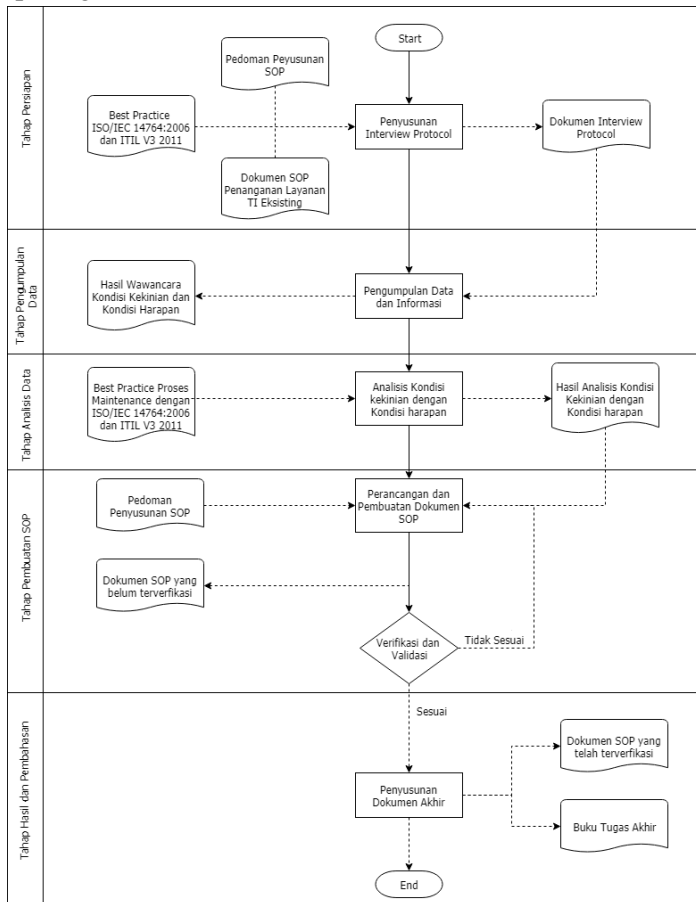 Tahap Persiapan
Start
Pedoman Peyusunan
SOP
Best Practice
ISO/IEC 14764:2006
dan ITIL V3 2011
Penyusunan
Interview Protocol
Dokumen Interview
Protocol
Dokumen SOP
Penanganan Layanan
TI Eksisting
Tahap Pengumpulan
Data
Hasil Wawancara
Kondisi Kekinian dan
Kondisi Harapan
Pengumpulan Data
dan Informasi
Tahap Analisis Data
Best Practice Proses
Maintenance dengan
ISO/IEC 14764:2006
dan ITIL V3 2011
Analisis Kondisi
kekinian dengan
Kondisi harapan
Hasil Analisis Kondisi
Kekinian dengan
Kondisi harapan
Tahap Pembuatan SOP
Pedoman
Penyusunan SOP
Perancangan dan
Pembuatan Dokumen
SOP
Dokumen SOP yang
belum terverfikasi
Verifikasi dan
Validasi
Tidak Sesuai
Tahap Hasil dan Pembahasan
Sesuai
Dokumen SOP yang
telah terverfikasi
Penyusunan
Dokumen Akhir
Buku Tugas Akhir
End